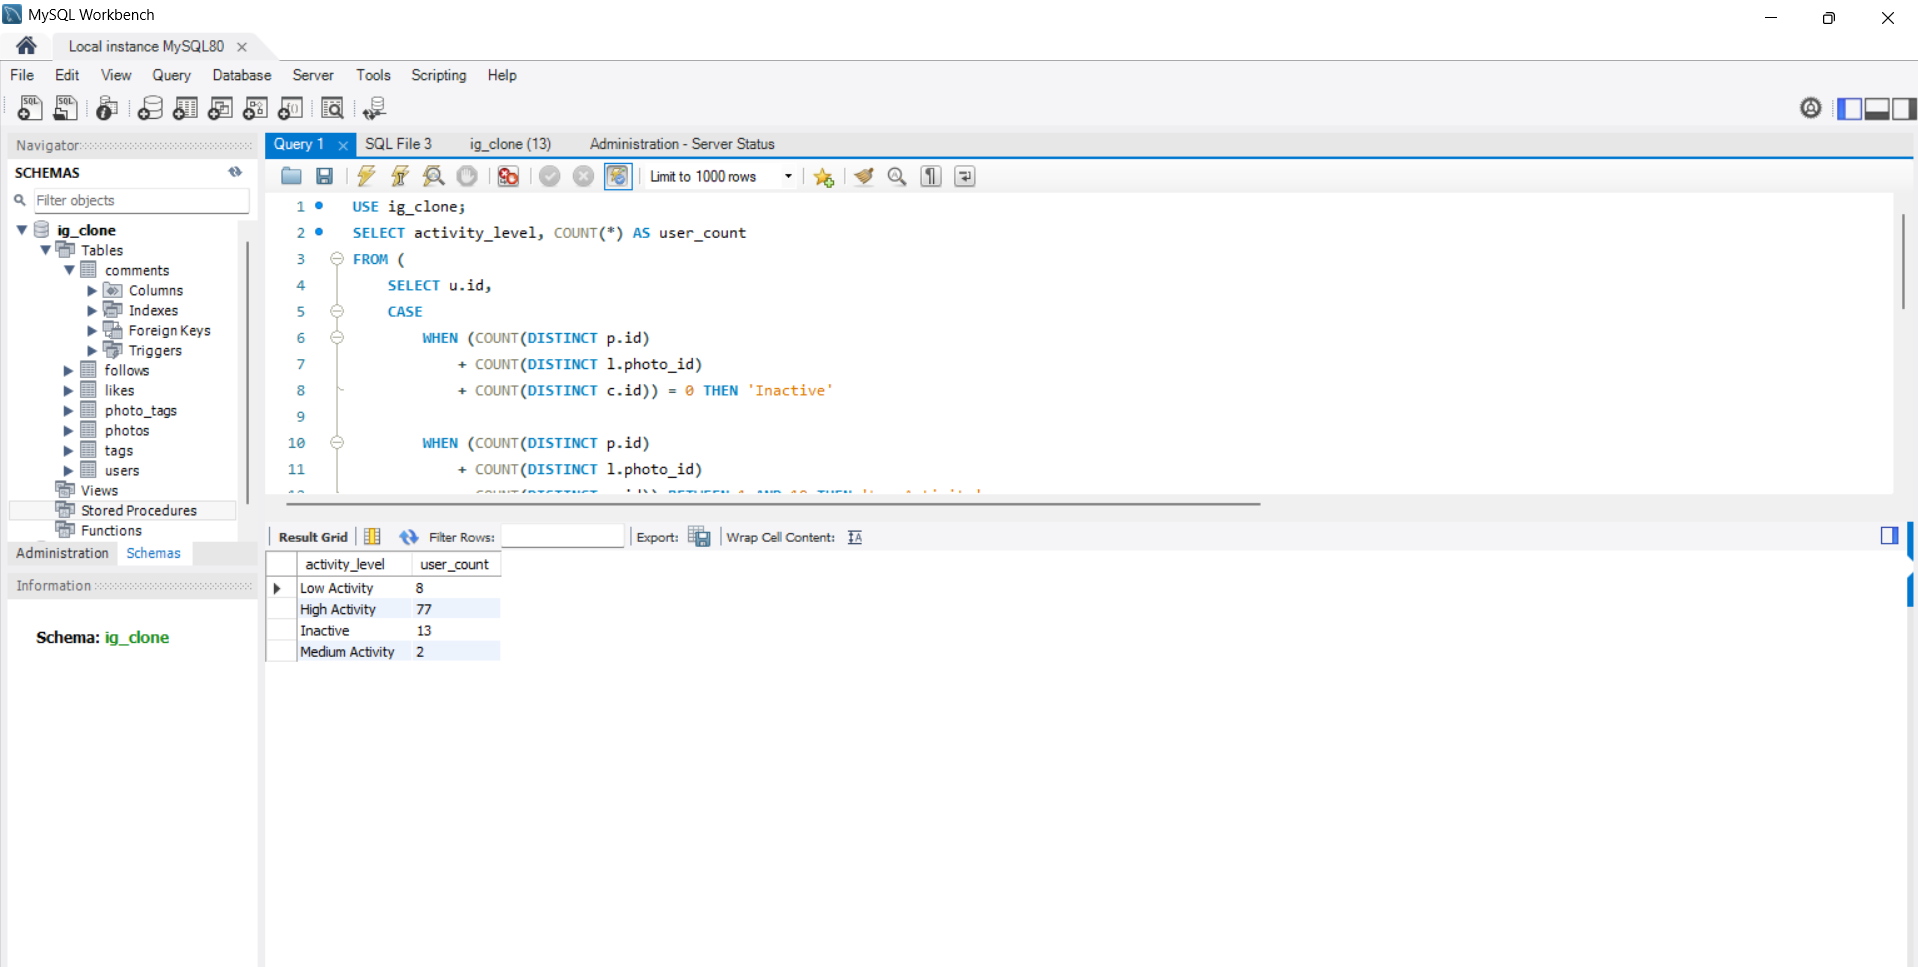 MySQL Workbench
Local instance MySQL80
File Edit View Query Database Server Tools Scripting Help
Navigator
SCHEMAS
Filter objects
ig_clone
Tables
comments
Columns
Indexes
Foreign Keys
Triggers
follows
likes
photo_tags
photos
tags
users
Views
Stored Procedures
Functions
Administration Schemas
Information
Schema: ig_clone
Query 1 SQL File 3 ig_clone (13) Administration - Server Status
Limit to 1000 rows
1 USE ig_clone;
2 SELECT activity_level, COUNT(*) AS user_count
3 FROM (
4 SELECT u.id,
5 CASE
6 WHEN (COUNT(DISTINCT p.id)
7 + COUNT(DISTINCT l.photo_id)
8 + COUNT(DISTINCT c.id)) = 0 THEN 'Inactive'
9
10 WHEN (COUNT(DISTINCT p.id)
11 + COUNT(DISTINCT l.photo_id)
Result Grid Filter Rows: Export: Wrap Cell Content:
activity_level user_count
Low Activity 8
High Activity 77
Inactive 13
Medium Activity 2